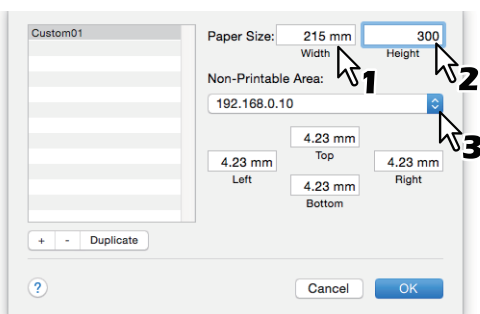 Custom01
Paper Size: 215 mm 300
Width Height
1 2
Non-Printable Area:
192.168.0.10
3
4.23 mm
Top
4.23 mm 4.23 mm
Left Right
4.23 mm
Bottom
+ - Duplicate
? Cancel OK